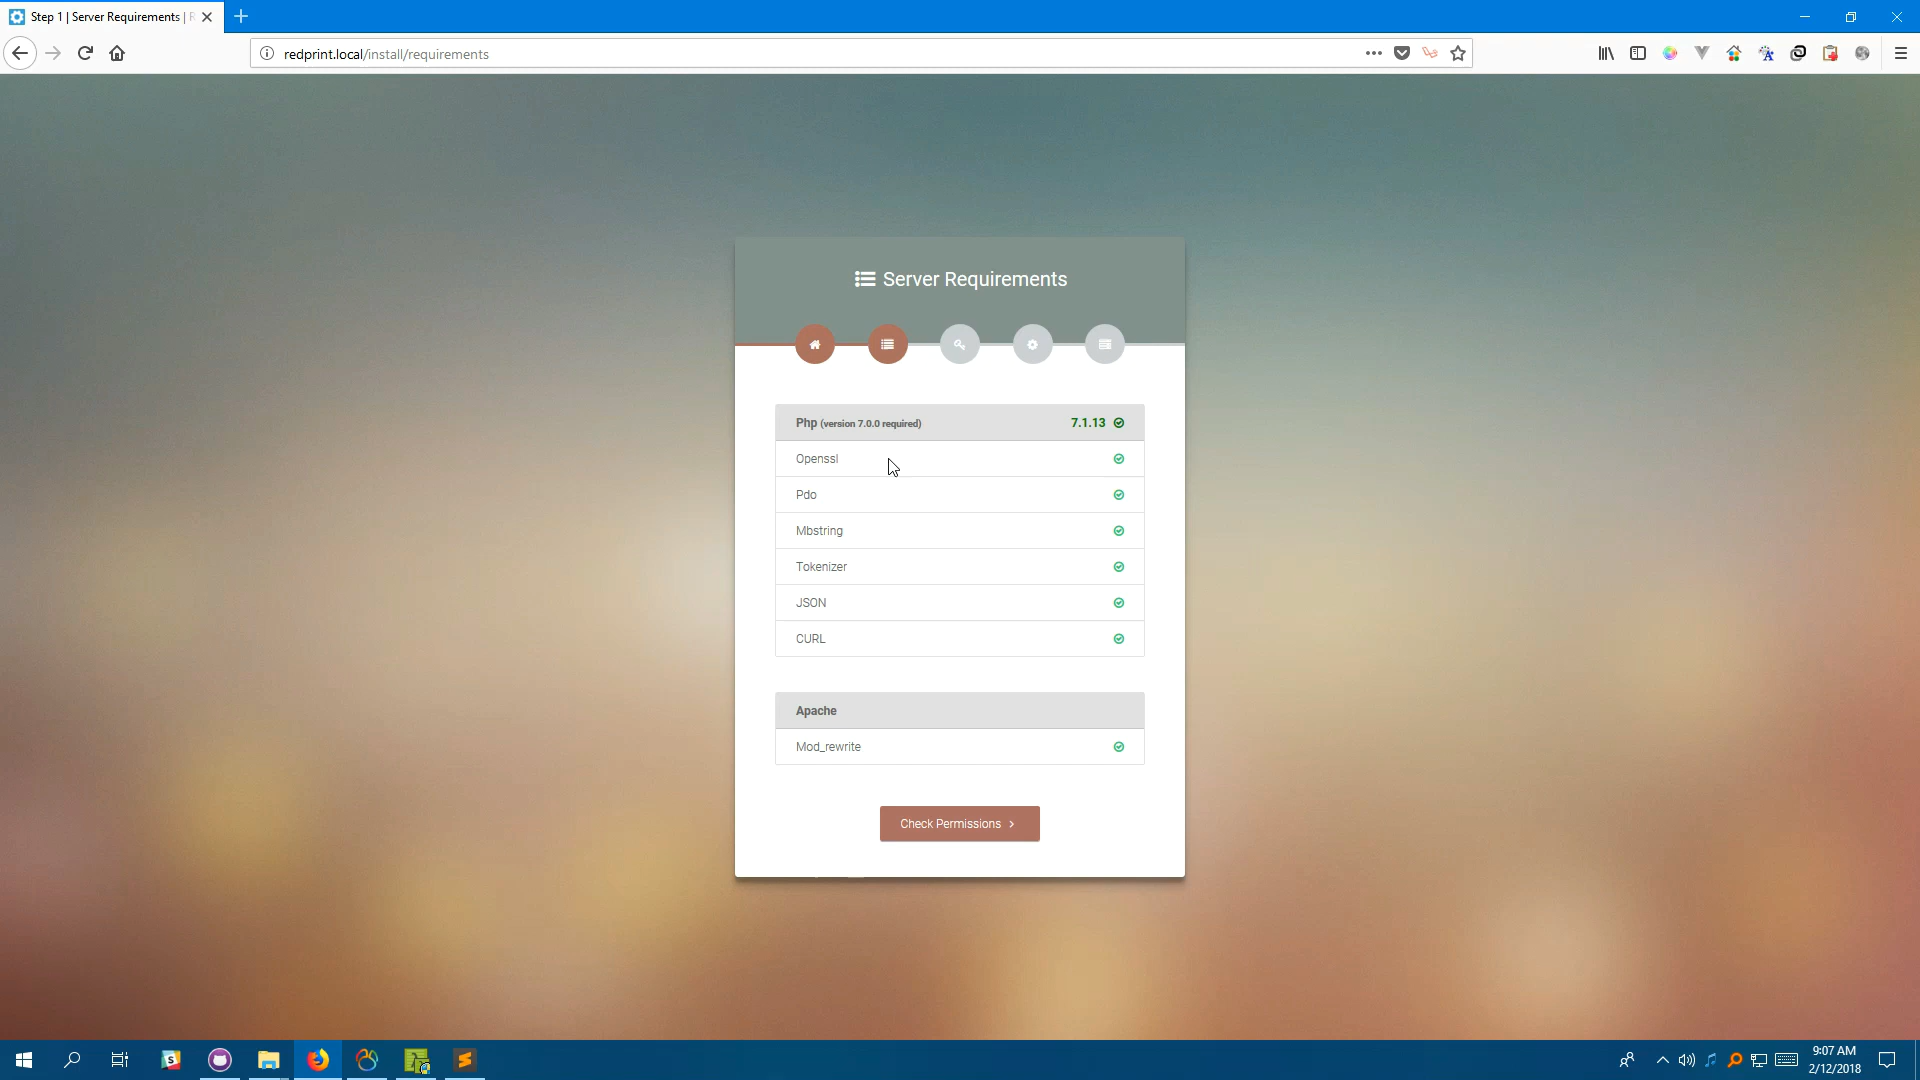 Step 1 | Server Requirements |
redprint.local/install/requirements
Server Requirements
Php (version 7.0.0 required) 7.1.13
Openssl
Pdo
Mbstring
Tokenizer
JSON
CURL
Apache
Mod_rewrite
Check Permissions
9:07 AM
2/12/2018